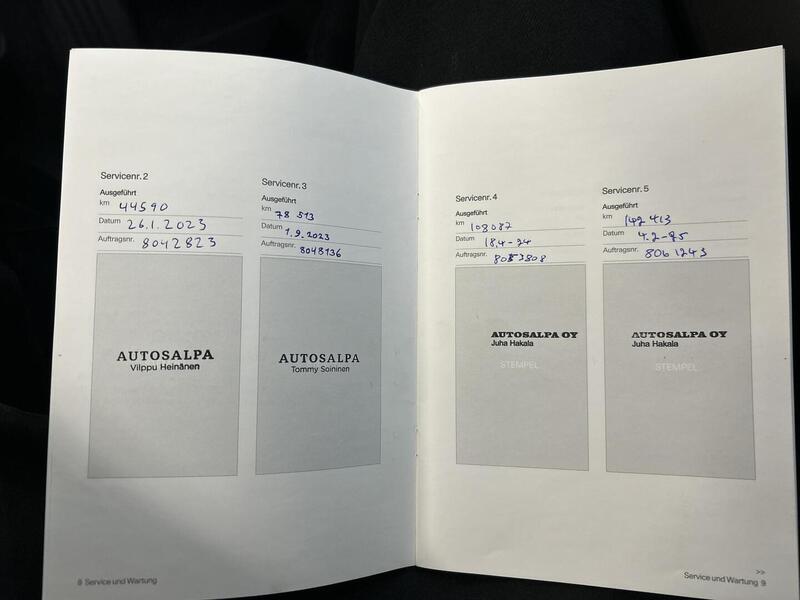 Servicenr. 2
Ausgeführt
km 44590
Datum 26.1.2023
Auftragsnr. 8042823
AUTOSALPA
Vilppu Heinänen
8 Service und Wartung
Servicenr. 3
Ausgeführt
km 78 513
Datum 1.9.2023
Auftragsnr. 8048136
AUTOSALPA
Tommy Soininen
Servicenr. 4
Ausgeführt
km 108087
Datum 18.4-24
Auftragsnr.
AUTOSALPA OY
Juha Hakala
STEMPEL
Servicenr. 5
Ausgeführt
km 142 413
Datum 4.2-25
Auftragsnr. 8061243
AUTOSALPA OY
Juha Hakala
STEMPEL
>>
Service und Wartung 9